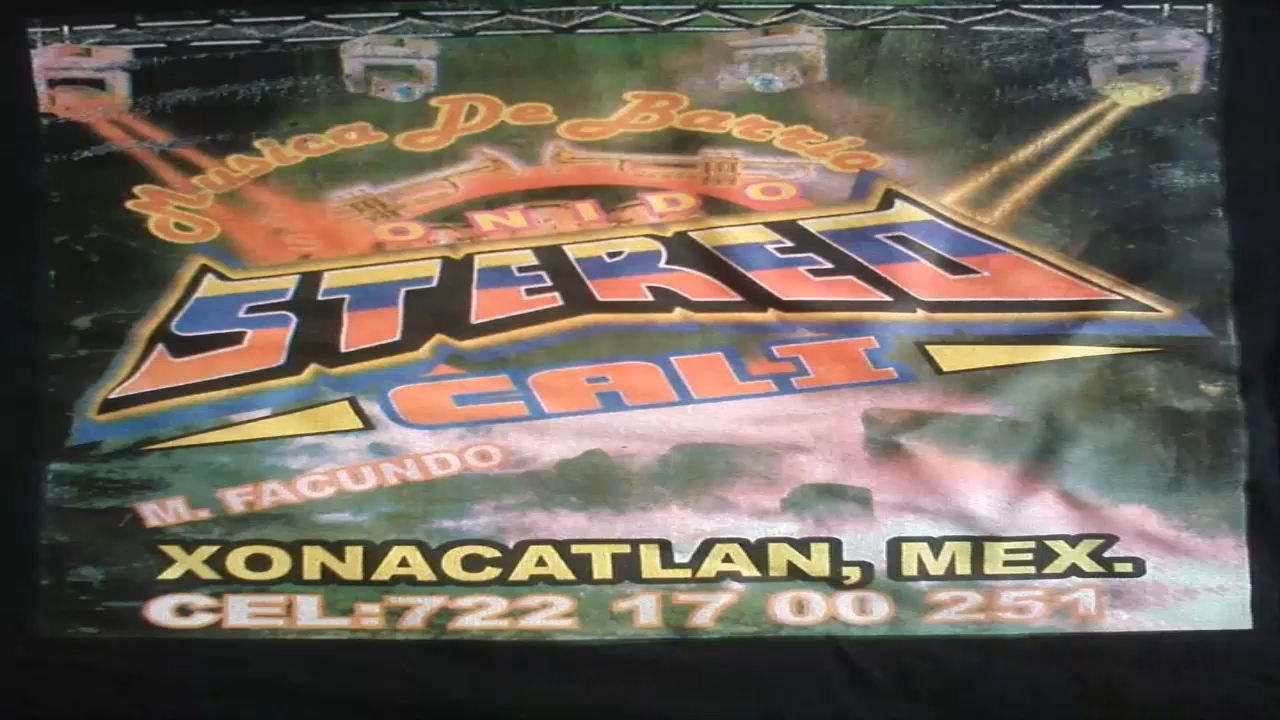 Musica De Barrio
SONIDO
STEREO
CALI
M. FACUNDO
XONACATLAN, MEX.
CEL:722 17 00 251